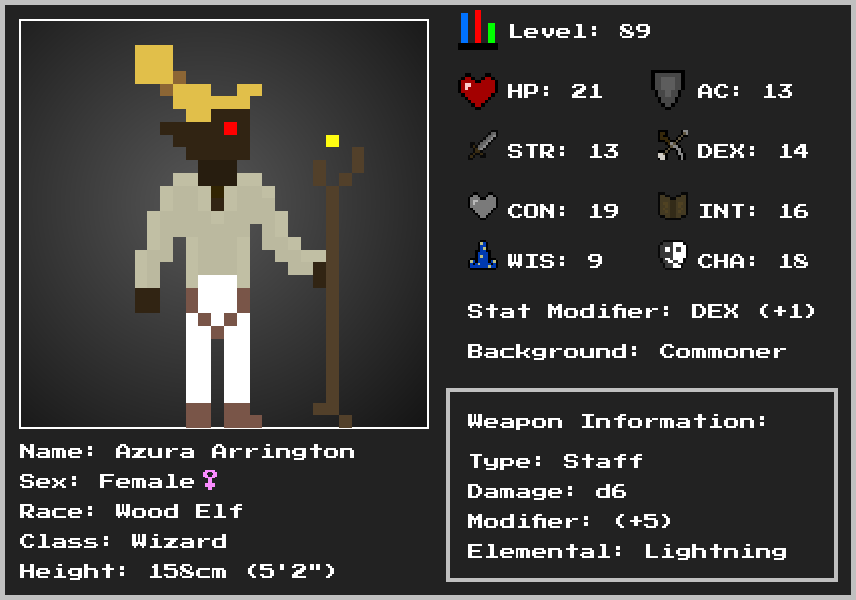 Level: 89
HP: 21
AC: 13
STR: 13
DEX: 14
CON: 19
INT: 16
WIS: 9
CHA: 18
Stat Modifier: DEX (+1)
Background: Commoner
Weapon Information:
Type: Staff
Damage: d6
Modifier: (+5)
Elemental: Lightning
Name: Azura Arrington
Sex: Female♀
Race: Wood Elf
Class: Wizard
Height: 158cm (5'2")